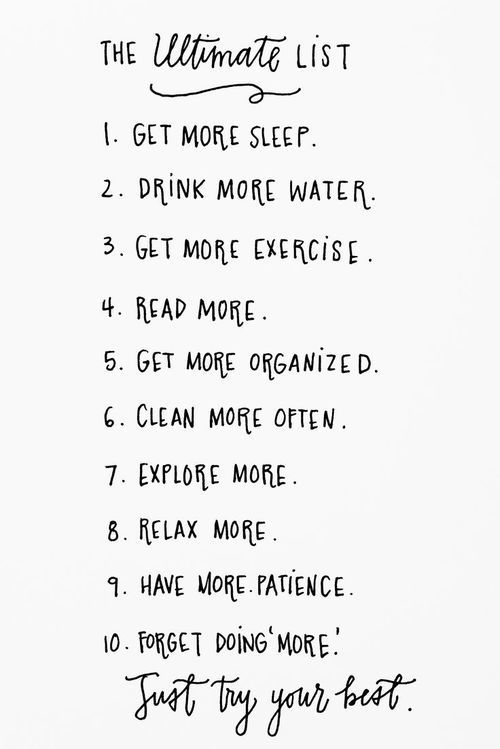 THE Ultimate LIST
1. GET MORE SLEEP.
2. DRiNK MORE WATER.
3. GET MORE EXERCiSE.
4. READ MORE.
5. GET MORE ORGANiZED.
6. CLEAN MORE OFTEN.
7. EXPLORE MORE.
8. RELAX MORE.
9. HAVE MORE.PATiENCE.
10. FORGET DOiNG 'MORE.'
Just try your best.